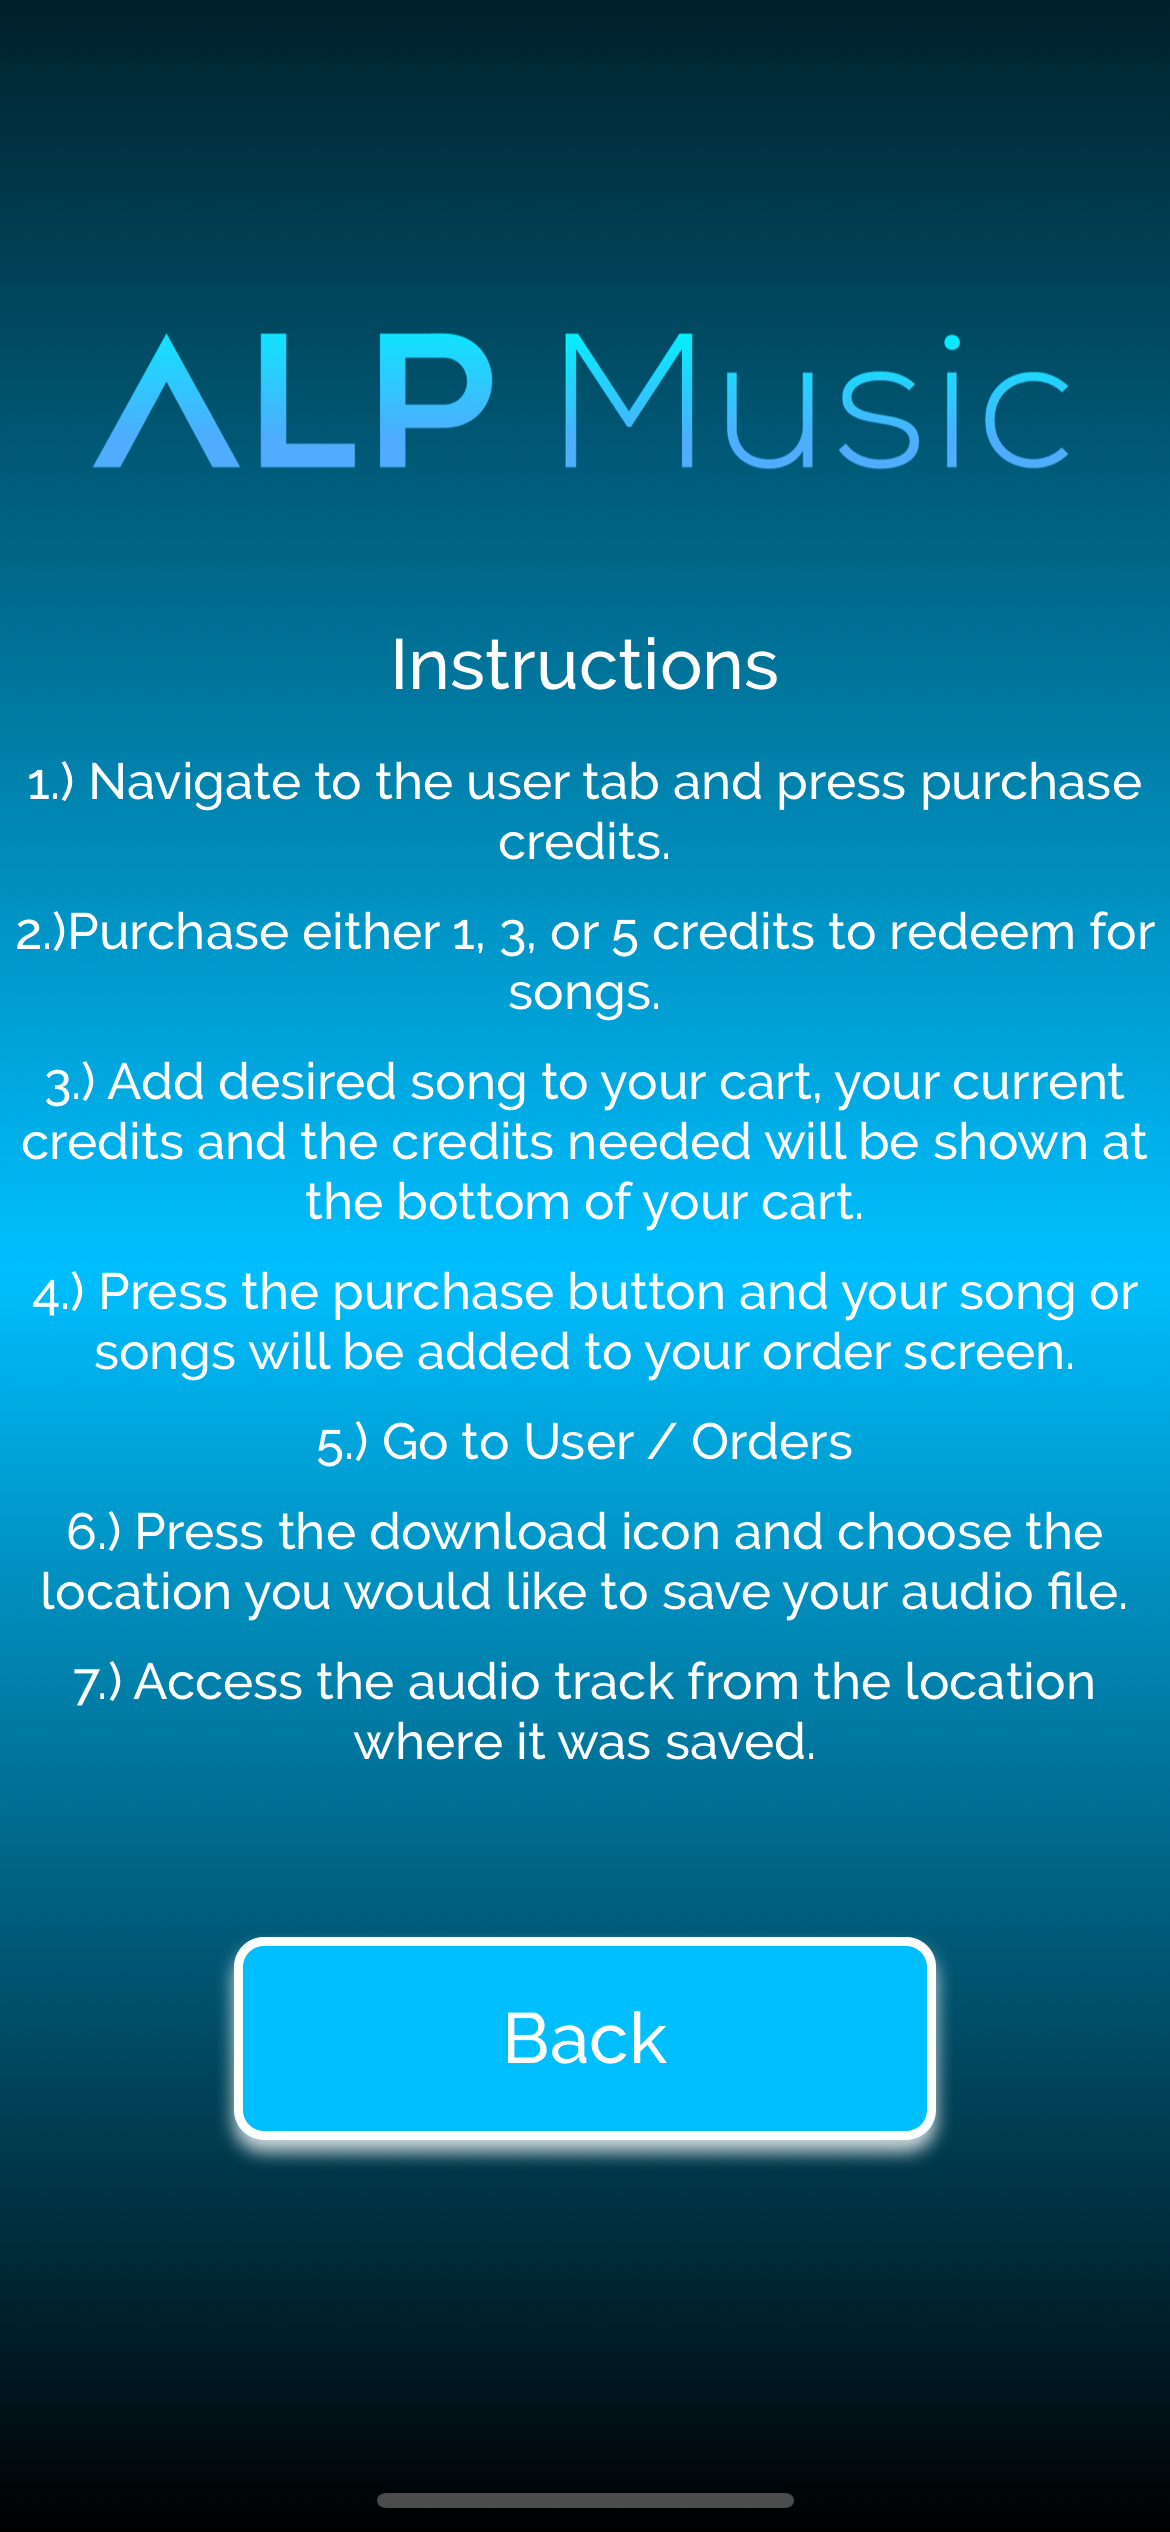 ALP Music
Instructions
1.) Navigate to the user tab and press purchase
credits.
2.)Purchase either 1, 3, or 5 credits to redeem for
songs.
3.) Add desired song to your cart, your current
credits and the credits needed will be shown at
the bottom of your cart.
4.) Press the purchase button and your song or
songs will be added to your order screen.
5.) Go to User / Orders
6.) Press the download icon and choose the
location you would like to save your audio file.
7.) Access the audio track from the location
where it was saved.
Back